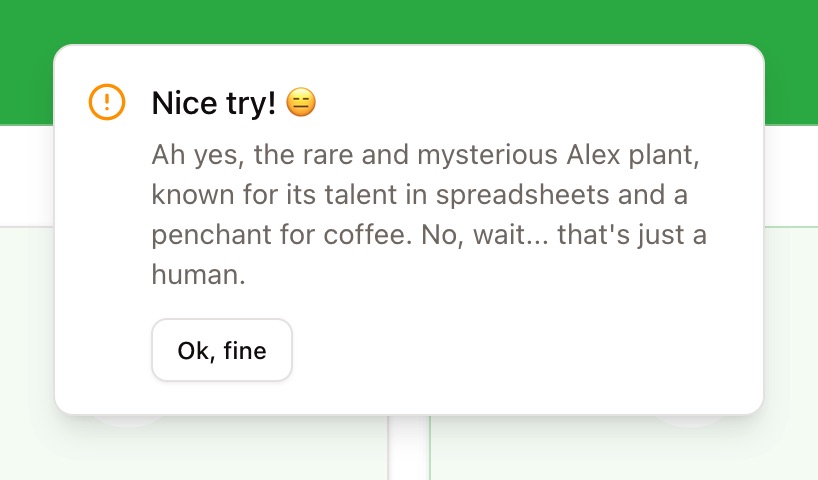 Nice try! 😑
Ah yes, the rare and mysterious Alex plant,
known for its talent in spreadsheets and a
penchant for coffee. No, wait... that's just a
human.
Ok, fine